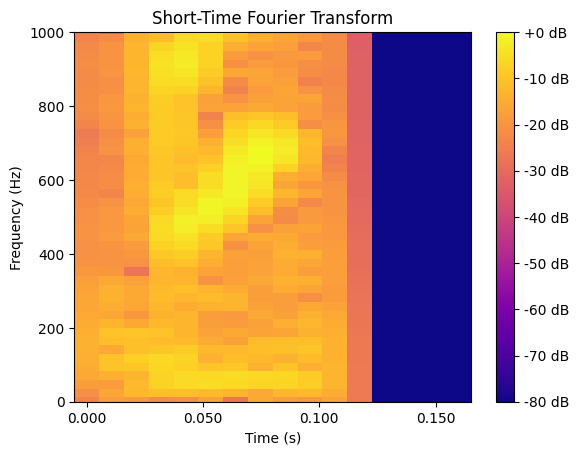 Short-Time Fourier Transform
1000
800
600
400
200
0
Frequency (Hz)
0.000
0.050
0.100
0.150
Time (s)
+0 dB
-10 dB
-20 dB
-30 dB
-40 dB
-50 dB
-60 dB
-70 dB
-80 dB